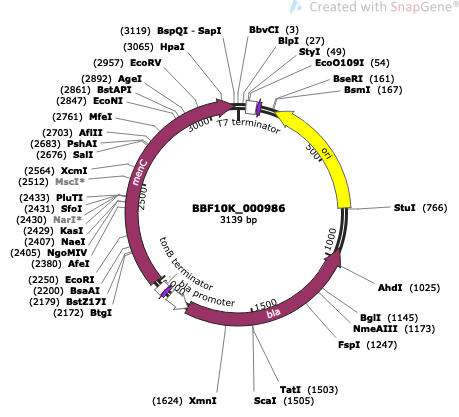 Created with SnapGene®
(3119) BspQI - SapI
BbvCI (3)
(3065) HpaI
BlpI (27)
StyI (49)
(2957) EcoRV
EcoO109I (54)
(2892) AgeI
BseRI (161)
(2861) BstAPI
BsmI (167)
(2847) EcoNI
(2761) MfeI
(2703) AflII
(2683) PshAI
(2676) SalI
(2564) XcmI
(2512) MscI*
(2433) PluTI
(2431) SfoI
(2430) NarI*
(2429) KasI
(2407) NaeI
(2405) NgoMIV
(2380) AfeI
(2250) EcoRI
(2200) BsaAI
(2179) BstZ17I
(2172) BtgI
3000
T7 terminator
500
ori
menC
2500
BBF10K_000986
3139 bp
StuI (766)
1000
tonB terminator
bla promoter
1500
bla
AhdI (1025)
BglI (1145)
NmeAIII (1173)
FspI (1247)
TatI (1503)
ScaI (1505)
(1624) XmnI